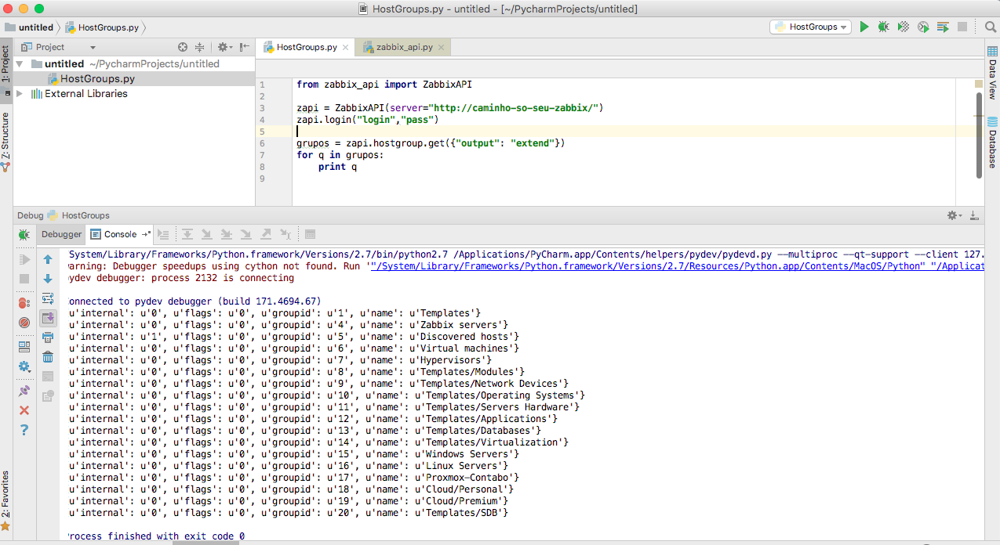 HostGroups.py - untitled - [~/PycharmProjects/untitled]
untitled
HostGroups.py
HostGroups
1: Project
Z: Structure
2: Favorites
Project
untitled ~/PycharmProjects/untitled
HostGroups.py
External Libraries
HostGroups.py
zabbix_api.py
1 from zabbix_api import ZabbixAPI
2
3 zapi = ZabbixAPI(server="http://caminho-so-seu-zabbix/")
4 zapi.login("login","pass")
5
6 grupos = zapi.hostgroup.get({"output": "extend"})
7 for q in grupos:
8 print q
9
Data View
Database
Debug HostGroups
Debugger
Console
System/Library/Frameworks/Python.framework/Versions/2.7/bin/python2.7 /Applications/PyCharm.app/Contents/helpers/pydev/pydevd.py --multiproc --qt-support --client 127.
warning: Debugger speedups using cython not found. Run '"/System/Library/Frameworks/Python.framework/Versions/2.7/Resources/Python.app/Contents/MacOS/Python" "/Applicat
pydev debugger: process 2132 is connecting
onnected to pydev debugger (build 171.4694.67)
u'internal': u'0', u'flags': u'0', u'groupid': u'1', u'name': u'Templates'}
u'internal': u'0', u'flags': u'0', u'groupid': u'4', u'name': u'Zabbix servers'}
u'internal': u'1', u'flags': u'0', u'groupid': u'5', u'name': u'Discovered hosts'}
u'internal': u'0', u'flags': u'0', u'groupid': u'6', u'name': u'Virtual machines'}
u'internal': u'0', u'flags': u'0', u'groupid': u'7', u'name': u'Hypervisors'}
u'internal': u'0', u'flags': u'0', u'groupid': u'8', u'name': u'Templates/Modules'}
u'internal': u'0', u'flags': u'0', u'groupid': u'9', u'name': u'Templates/Network Devices'}
u'internal': u'0', u'flags': u'0', u'groupid': u'10', u'name': u'Templates/Operating Systems'}
u'internal': u'0', u'flags': u'0', u'groupid': u'11', u'name': u'Templates/Servers Hardware'}
u'internal': u'0', u'flags': u'0', u'groupid': u'12', u'name': u'Templates/Applications'}
u'internal': u'0', u'flags': u'0', u'groupid': u'13', u'name': u'Templates/Databases'}
u'internal': u'0', u'flags': u'0', u'groupid': u'14', u'name': u'Templates/Virtualization'}
u'internal': u'0', u'flags': u'0', u'groupid': u'15', u'name': u'Windows Servers'}
u'internal': u'0', u'flags': u'0', u'groupid': u'16', u'name': u'Linux Servers'}
u'internal': u'0', u'flags': u'0', u'groupid': u'17', u'name': u'Proxmox-Contabo'}
u'internal': u'0', u'flags': u'0', u'groupid': u'18', u'name': u'Cloud/Personal'}
u'internal': u'0', u'flags': u'0', u'groupid': u'19', u'name': u'Cloud/Premium'}
u'internal': u'0', u'flags': u'0', u'groupid': u'20', u'name': u'Templates/SDB'}
Process finished with exit code 0